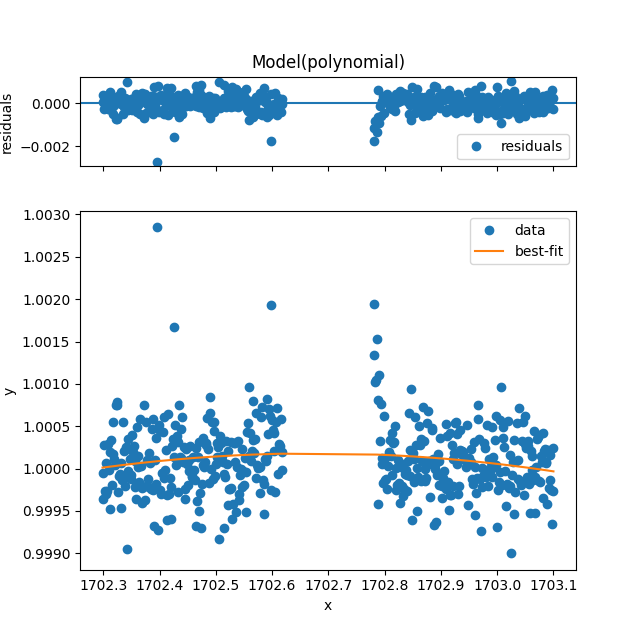 Model(polynomial)
0.000
−0.002
residuals
residuals
1.0030
1.0025
1.0020
1.0015
1.0010
1.0005
1.0000
0.9995
0.9990
y
data
best-fit
1702.3 1702.4 1702.5 1702.6 1702.7 1702.8 1702.9 1703.0 1703.1
x